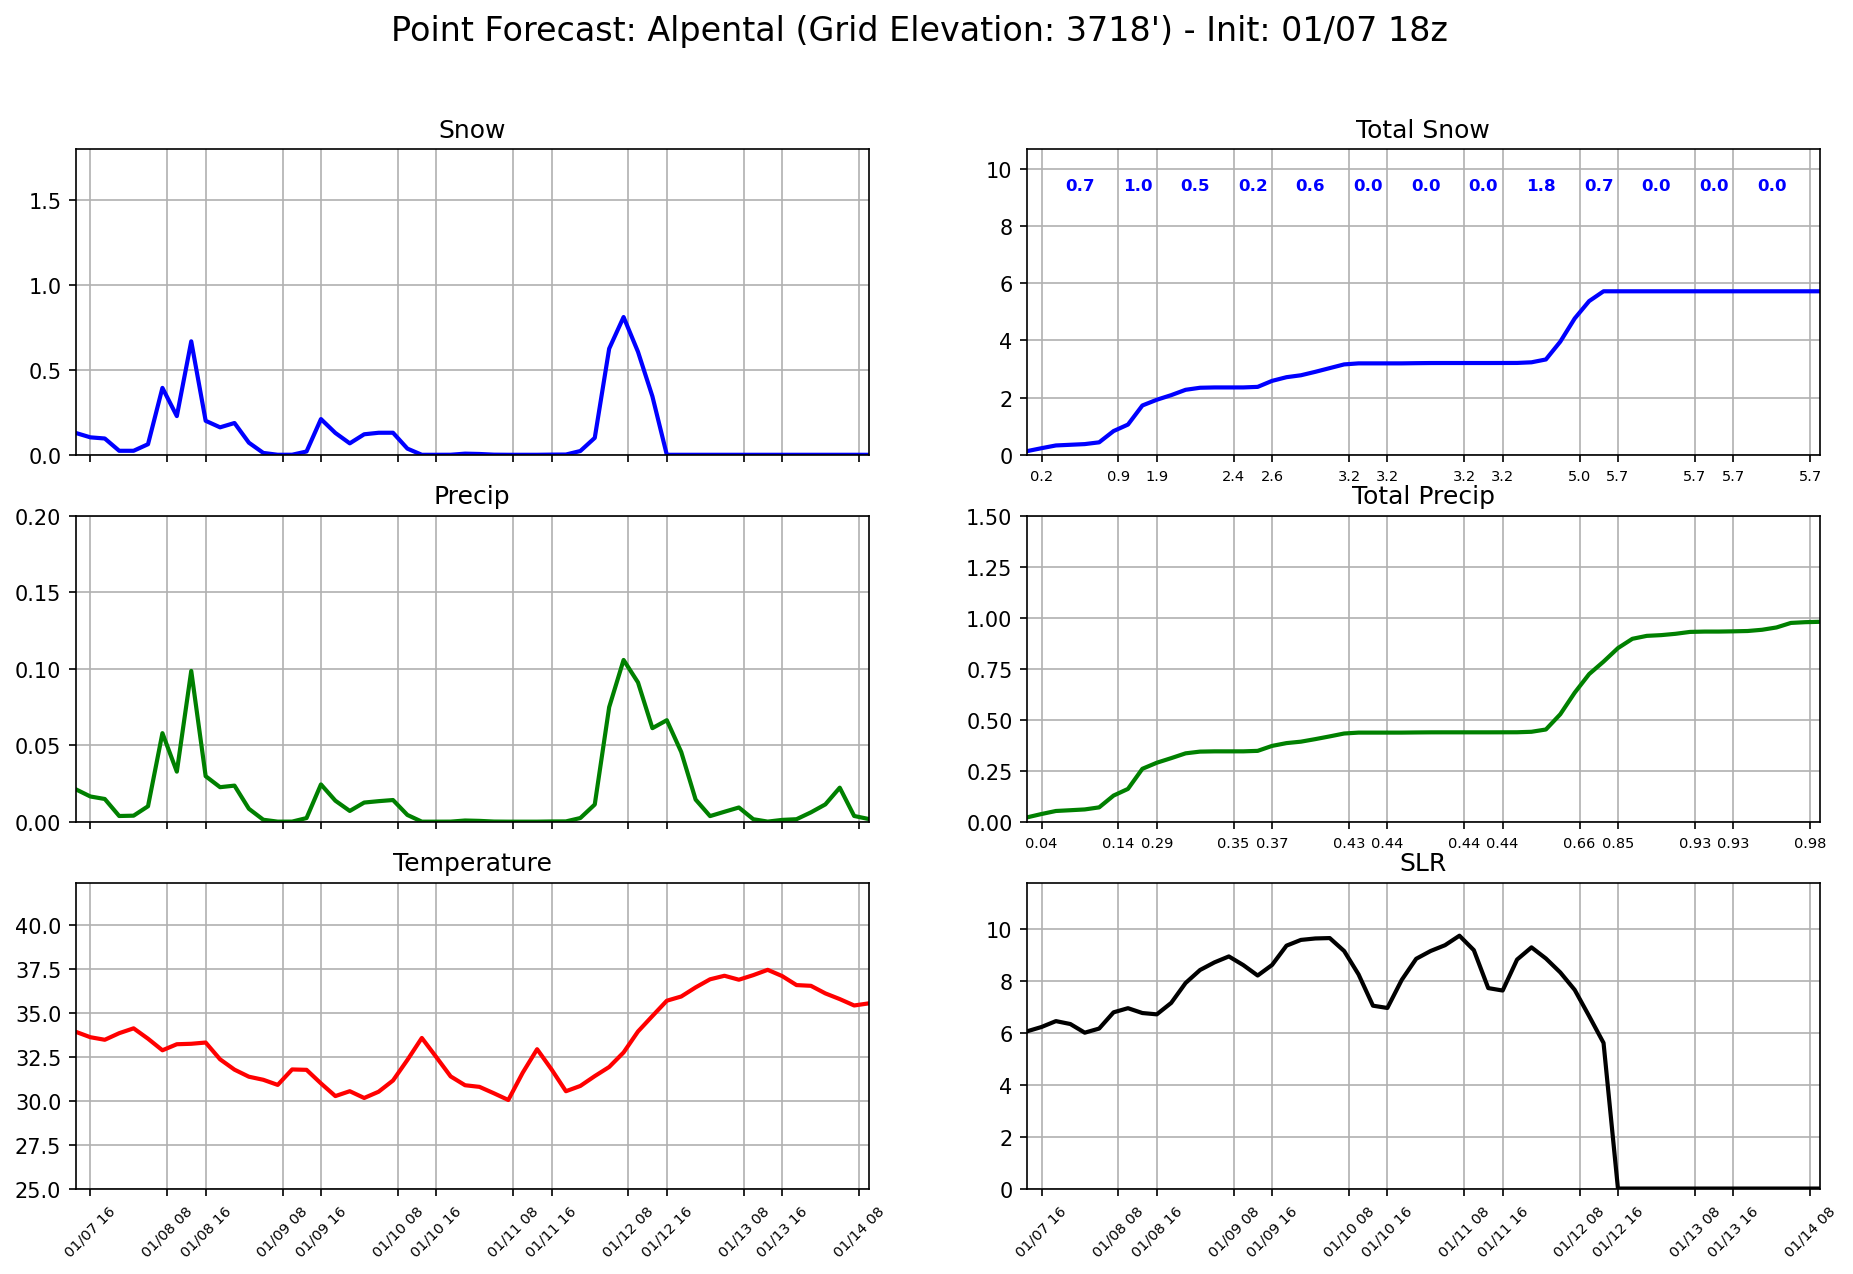 Point Forecast: Alpental (Grid Elevation: 3718') - Init: 01/07 18z
Snow
1.5
1.0
0.5
0.0
Total Snow
10
8
6
4
2
0
0.7 1.0 0.5 0.2 0.6 0.0 0.0 0.0 1.8 0.7 0.0 0.0 0.0
0.2 0.9 1.9 2.4 2.6 3.2 3.2 3.2 3.2 5.0 5.7 5.7 5.7 5.7
Precip
0.20
0.15
0.10
0.05
0.00
Total Precip
1.50
1.25
1.00
0.75
0.50
0.25
0.00
0.04 0.14 0.29 0.35 0.37 0.43 0.44 0.44 0.44 0.66 0.85 0.93 0.93 0.98
Temperature
40.0
37.5
35.0
32.5
30.0
27.5
25.0
01/07 16 01/08 08 01/08 16 01/09 08 01/09 16 01/10 08 01/10 16 01/11 08 01/11 16 01/12 08 01/12 16 01/13 08 01/13 16 01/14 08
SLR
10
8
6
4
2
0
01/07 16 01/08 08 01/08 16 01/09 08 01/09 16 01/10 08 01/10 16 01/11 08 01/11 16 01/12 08 01/12 16 01/13 08 01/13 16 01/14 08